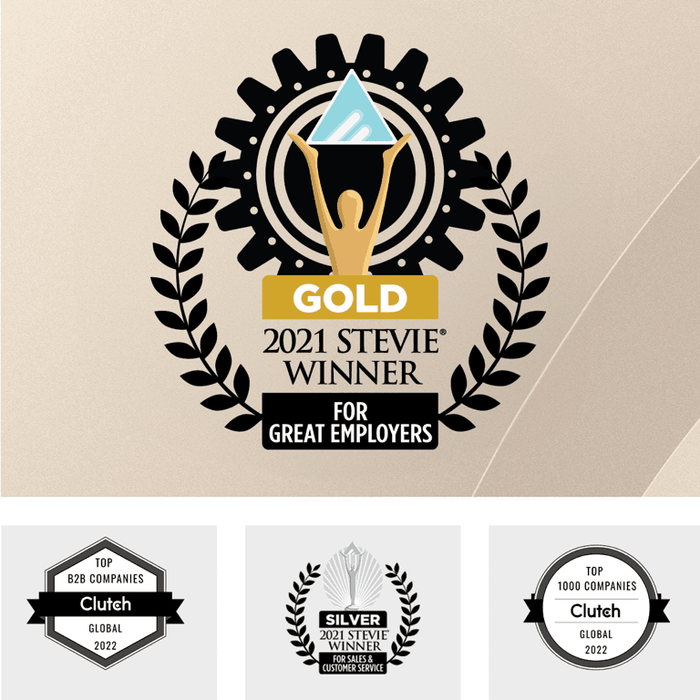 GOLD
2021 STEVIE®
WINNER
FOR
GREAT EMPLOYERS
TOP
B2B COMPANIES
Clutch
GLOBAL
2022
SILVER
2021 STEVIE®
WINNER
FOR SALES &
CUSTOMER SERVICE
TOP
1000 COMPANIES
Clutch
GLOBAL
2022